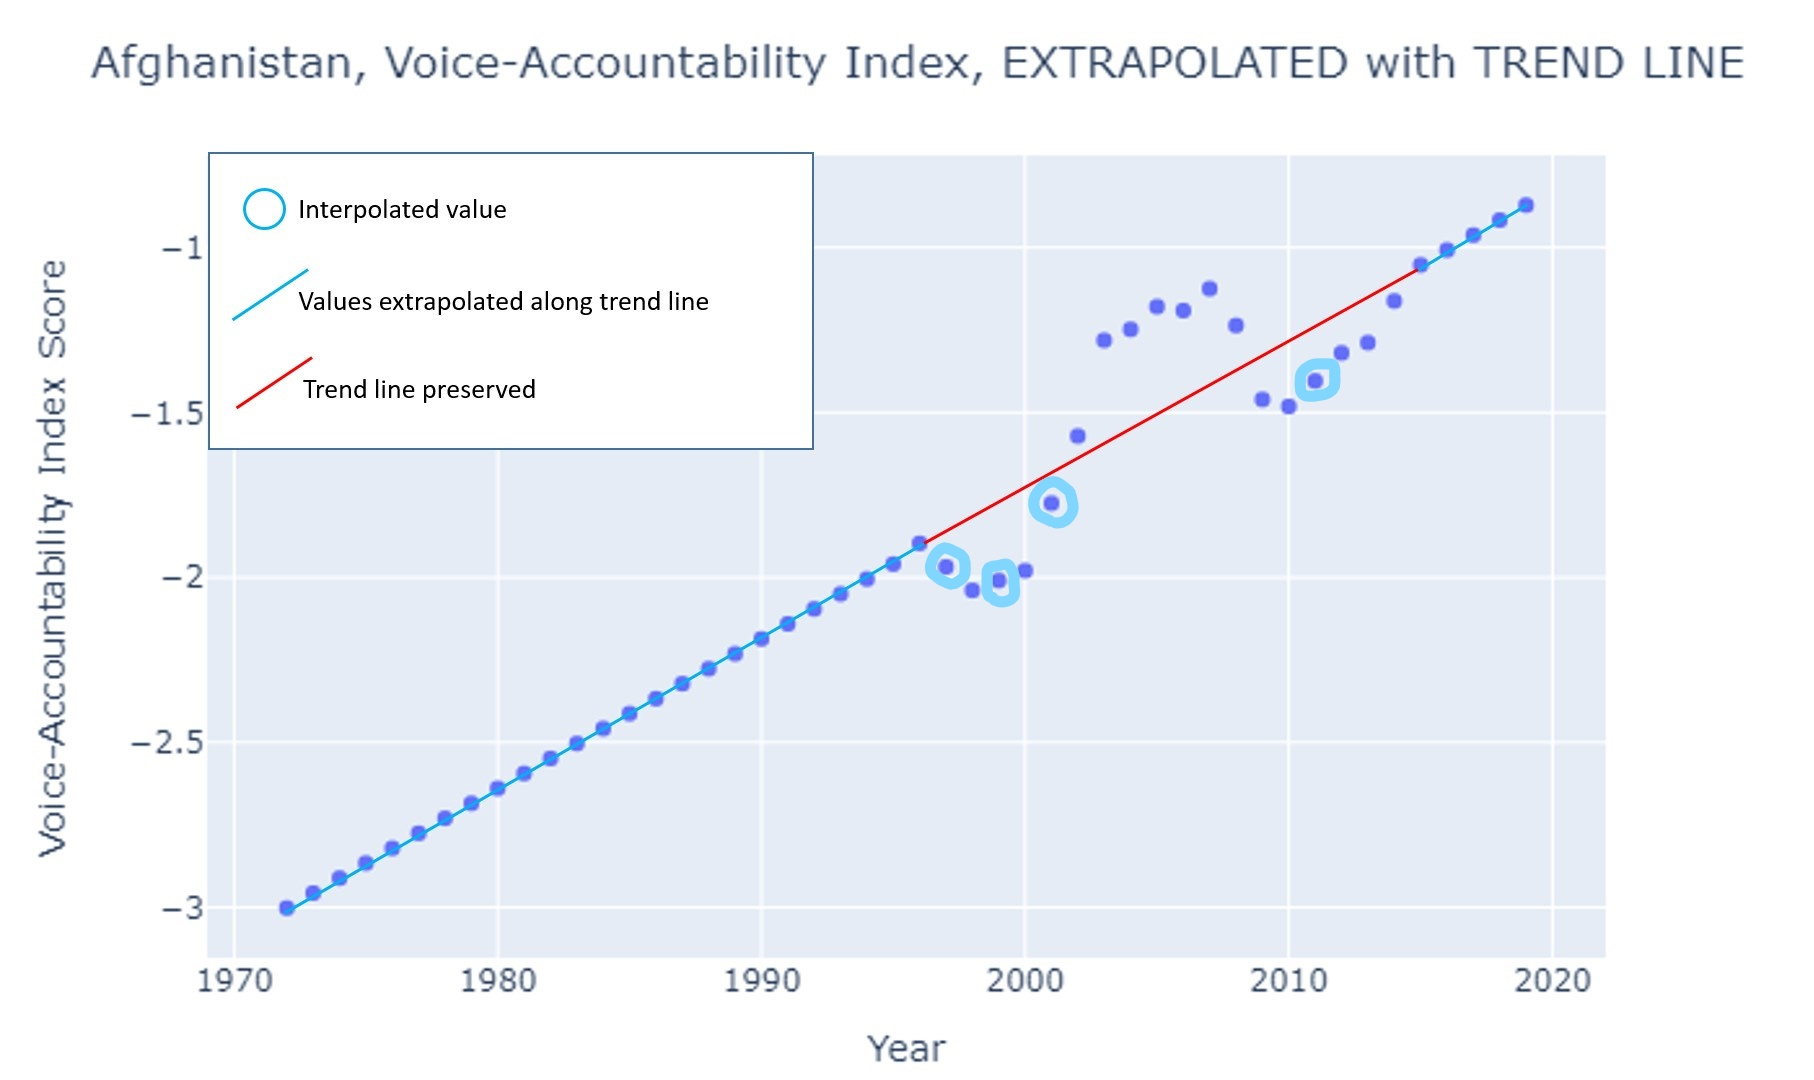 Afghanistan, Voice-Accountability Index, EXTRAPOLATED with TREND LINE
Interpolated value
Values extrapolated along trend line
Trend line preserved
Voice-Accountability Index Score
−1
−1.5
−2
−2.5
−3
1970
1980
1990
2000
2010
2020
Year